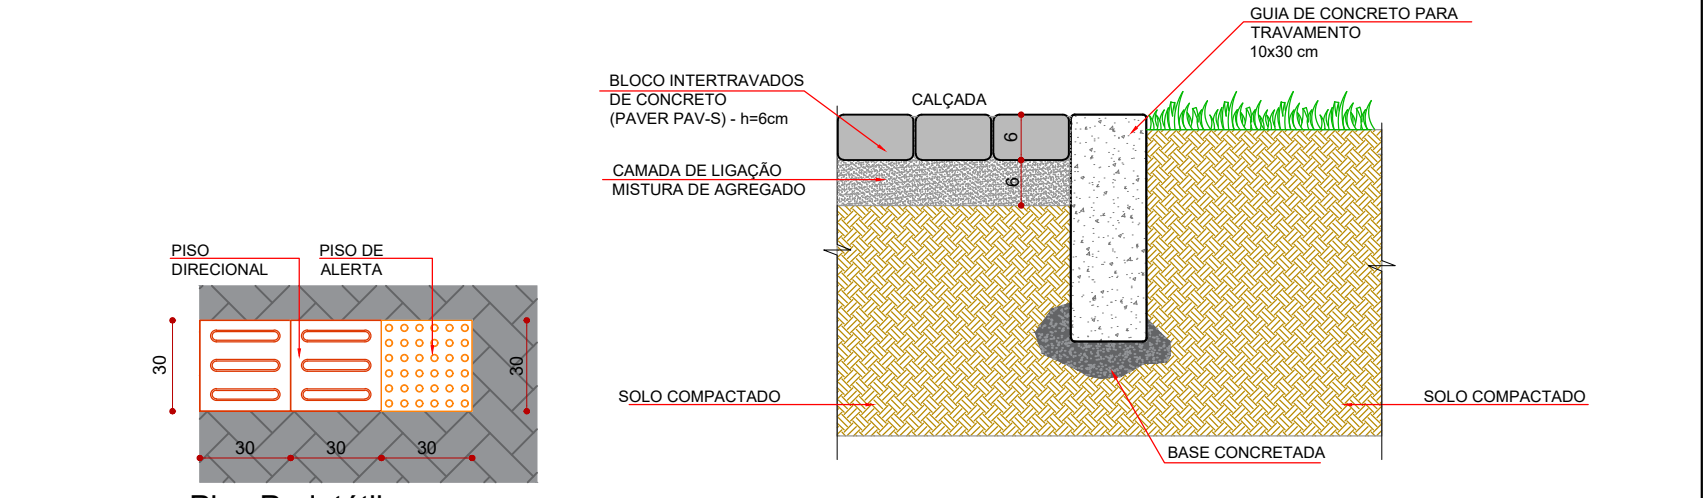 GUIA DE CONCRETO PARA
TRAVAMENTO
10x30 cm
BLOCO INTERTRAVADOS
DE CONCRETO
(PAVER PAV-S) - h=6cm
CALÇADA
6
6
CAMADA DE LIGAÇÃO
MISTURA DE AGREGADO
PISO
DIRECIONAL
PISO DE
ALERTA
30
30
30
30
30
SOLO COMPACTADO
SOLO COMPACTADO
BASE CONCRETADA